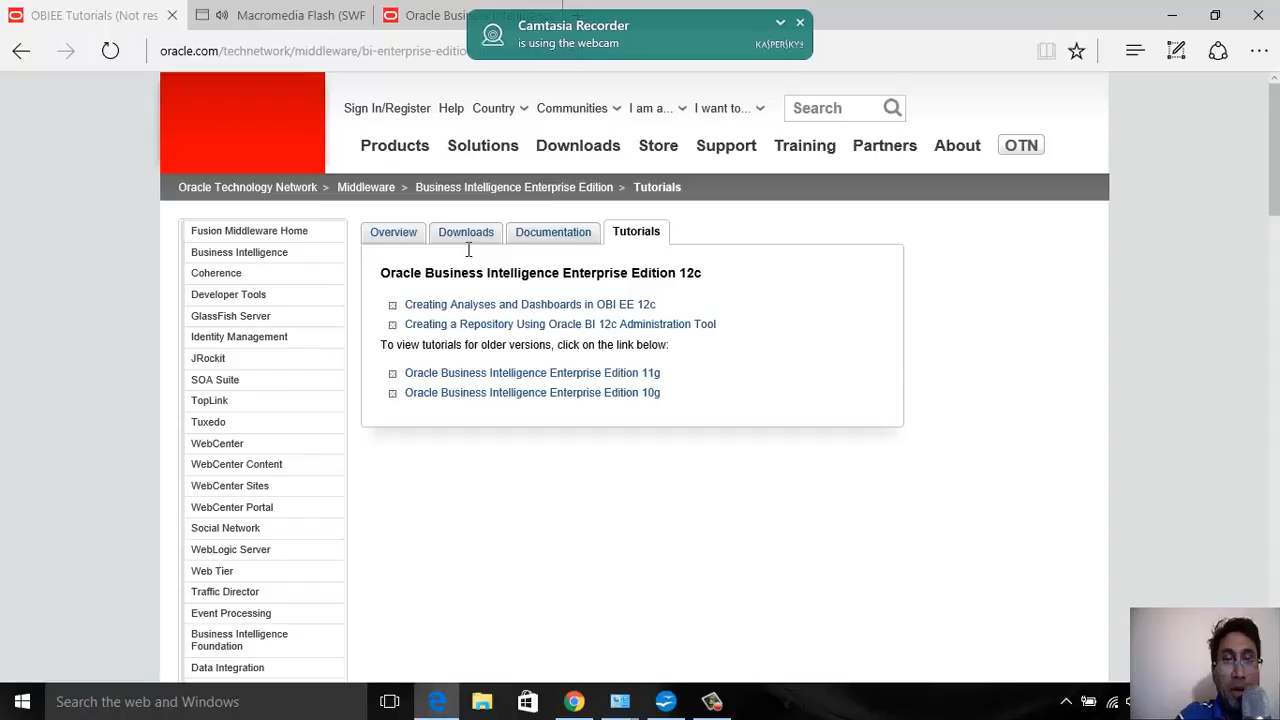 OBIEE Tutorials (Not res
Macromedia Flash (SWF
Oracle Business Intelligence
Camtasia Recorder
is using the webcam
KASPERSKY
oracle.com/technetwork/middleware/bi-enterprise-editio
Sign In/Register Help Country Communities I am a... I want to... Search
Products Solutions Downloads Store Support Training Partners About OTN
Oracle Technology Network > Middleware > Business Intelligence Enterprise Edition > Tutorials
Overview Downloads Documentation Tutorials
Oracle Business Intelligence Enterprise Edition 12c
Creating Analyses and Dashboards in OBI EE 12c
Creating a Repository Using Oracle BI 12c Administration Tool
To view tutorials for older versions, click on the link below:
Oracle Business Intelligence Enterprise Edition 11g
Oracle Business Intelligence Enterprise Edition 10g
Fusion Middleware Home
Business Intelligence
Coherence
Developer Tools
GlassFish Server
Identity Management
JRockit
SOA Suite
TopLink
Tuxedo
WebCenter
WebCenter Content
WebCenter Sites
WebCenter Portal
Social Network
WebLogic Server
Web Tier
Traffic Director
Event Processing
Business Intelligence
Foundation
Data Integration
Search the web and Windows